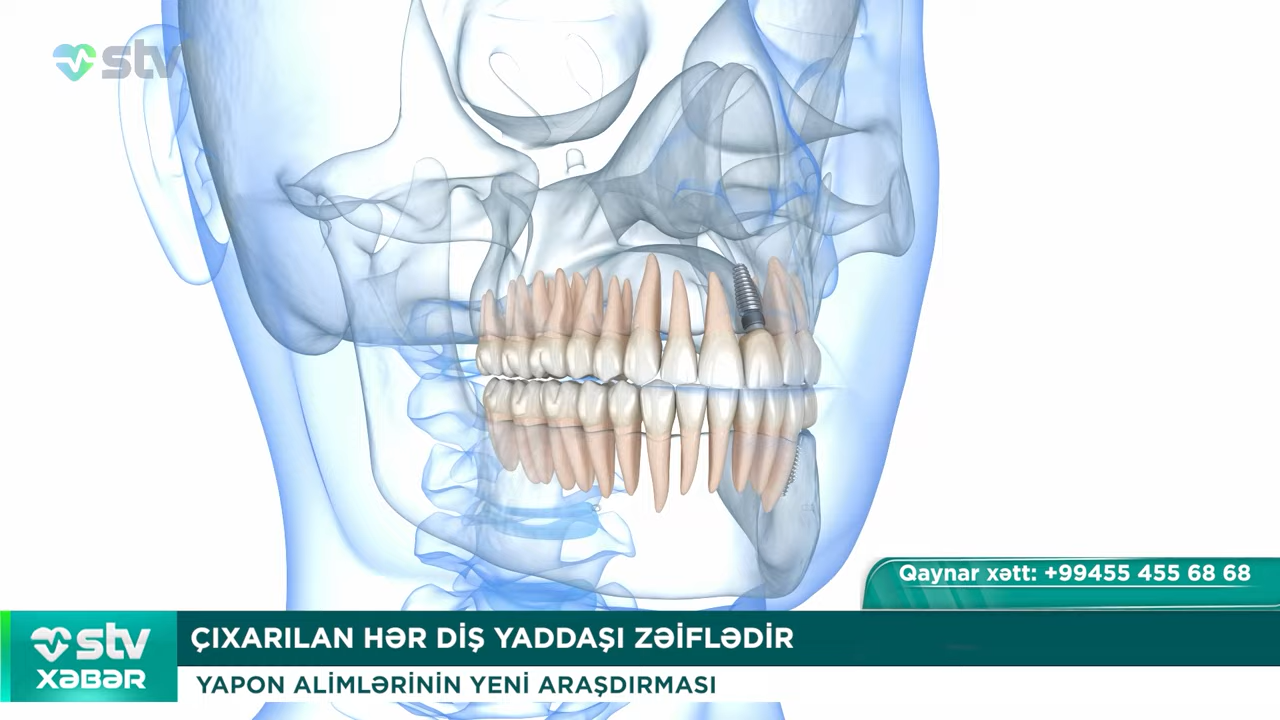 stv
Qaynar xətt: +99455 455 68 68
stv
XƏBƏR
ÇIXARILAN HƏR DİŞ YADDAŞI ZƏİFLƏDİR
YAPON ALİMLƏRİNİN YENİ ARAŞDIRMASI